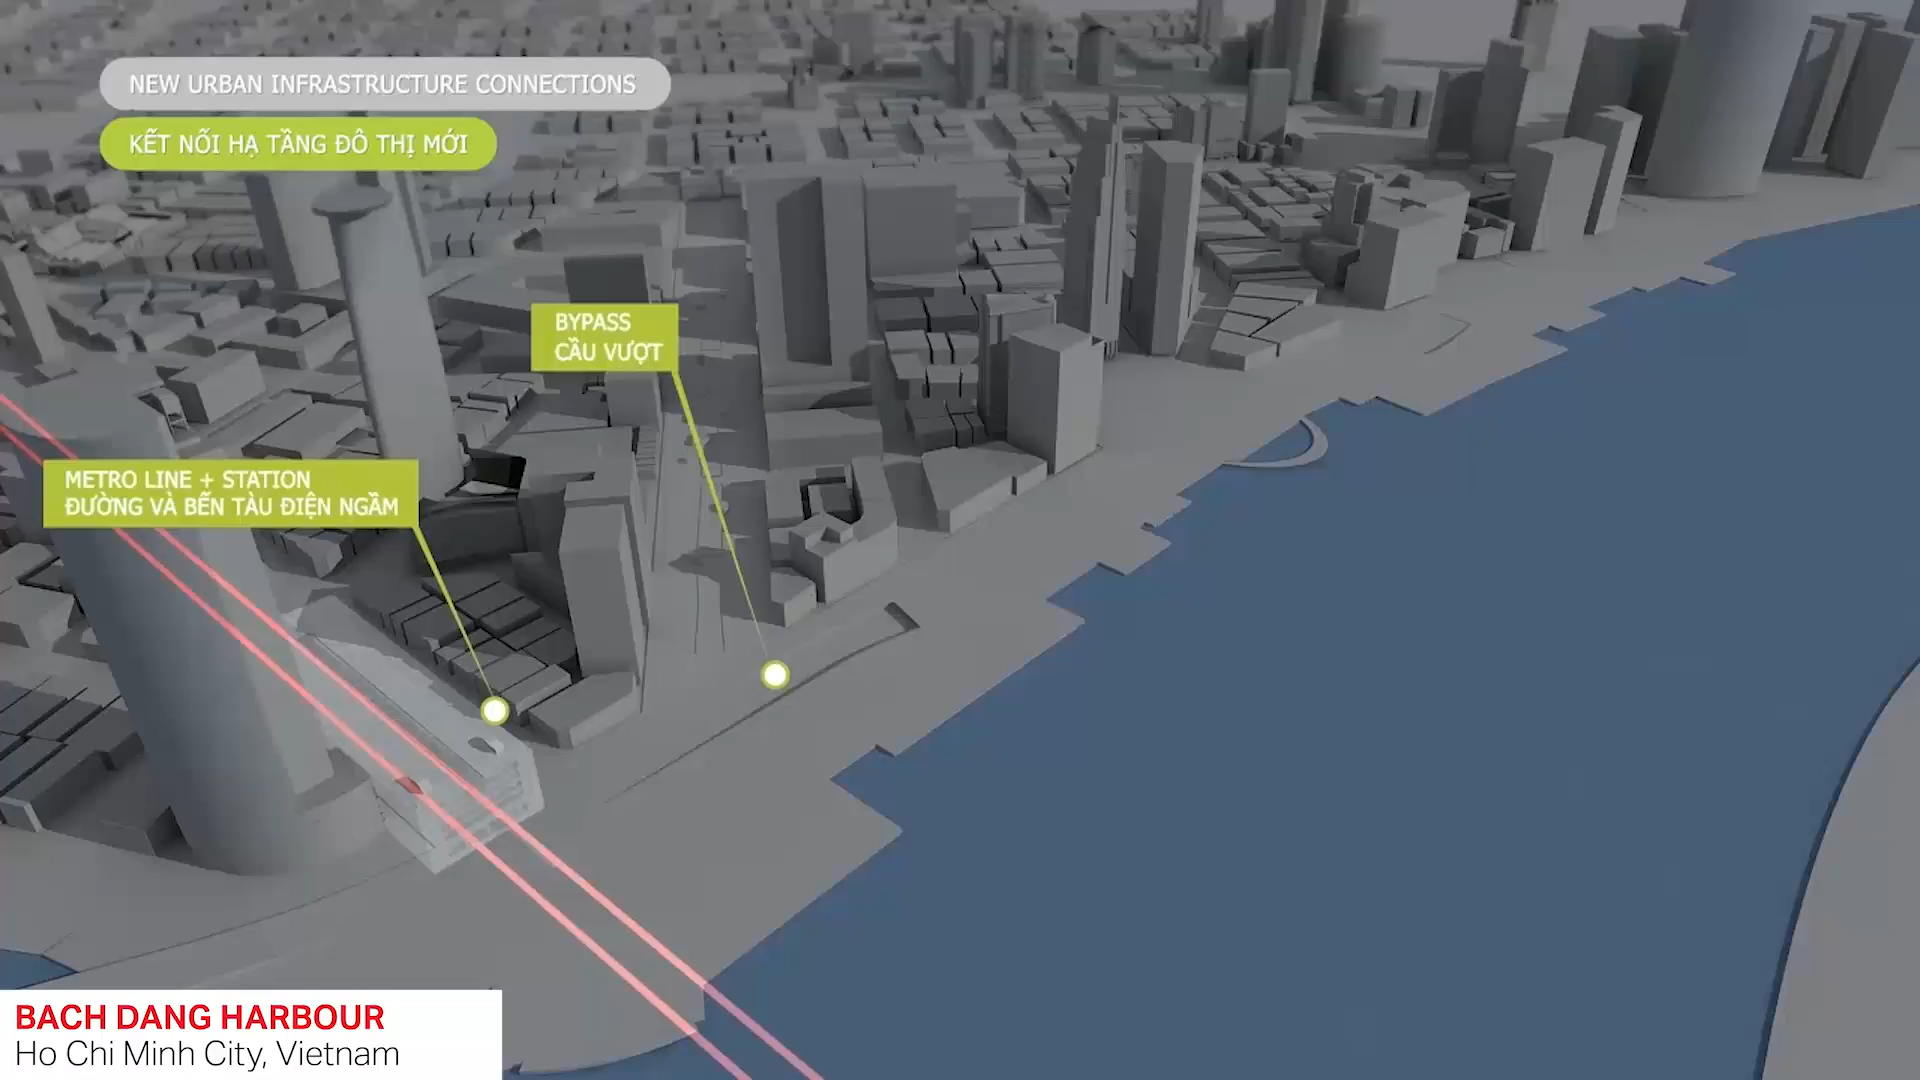 NEW URBAN INFRASTRUCTURE CONNECTIONS
KẾT NỐI HẠ TẦNG ĐÔ THỊ MỚI
BYPASS
CẦU VƯỢT
METRO LINE + STATION
ĐƯỜNG VÀ BẾN TÀU ĐIỆN NGẦM
BACH DANG HARBOUR
Ho Chi Minh City, Vietnam